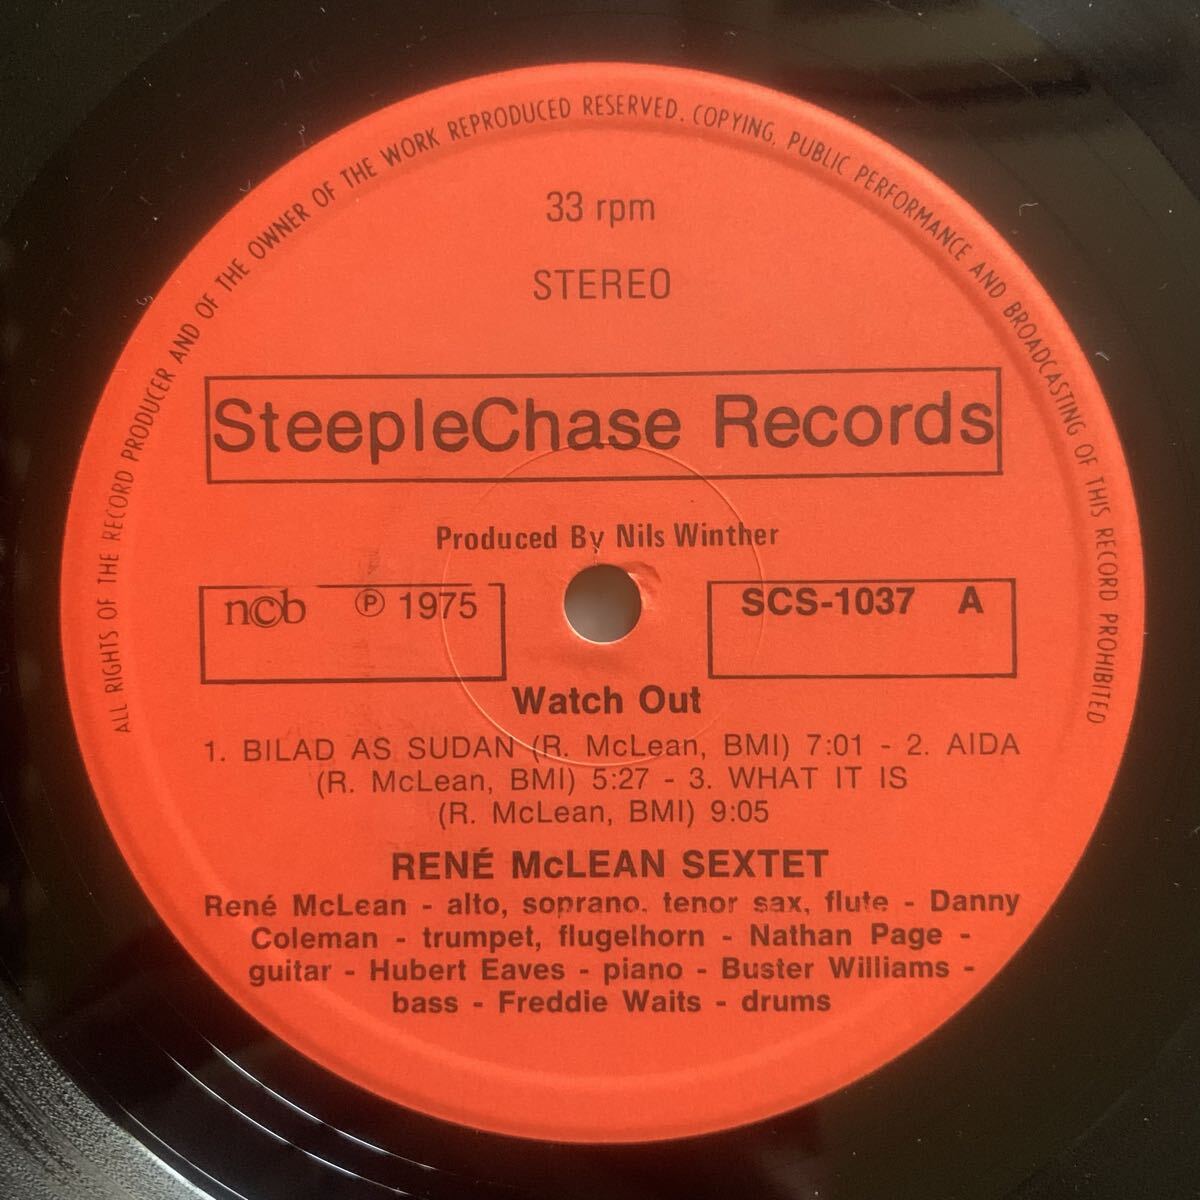 ALL RIGHTS OF THE RECORD PRODUCER AND OF THE OWNER OF THE WORK REPRODUCED RESERVED. COPYING, PUBLIC PERFORMANCE AND BROADCASTING OF THIS RECORD PROHIBITED
33 rpm
STEREO
SteepleChase Records
Produced By Nils Winther
n©b ℗ 1975
SCS-1037 A
Watch Out
1. BILAD AS SUDAN (R. McLean, BMI) 7:01 - 2. AIDA
(R. McLean, BMI) 5:27 - 3. WHAT IT IS
(R. McLean, BMI) 9:05
RENÉ McLEAN SEXTET
René McLean - alto, soprano, tenor sax, flute - Danny
Coleman - trumpet, flugelhorn - Nathan Page -
guitar - Hubert Eaves - piano - Buster Williams -
bass - Freddie Waits - drums